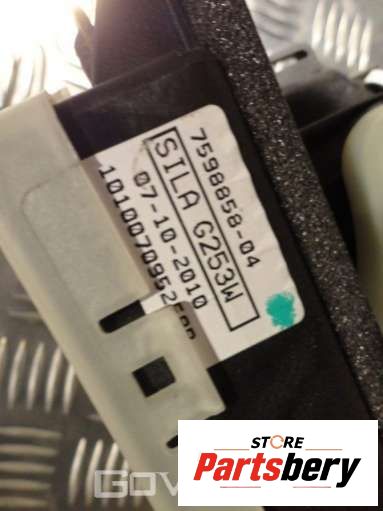 7598858-04
SILA G253W
07-10-2010
STORE
Partsbery